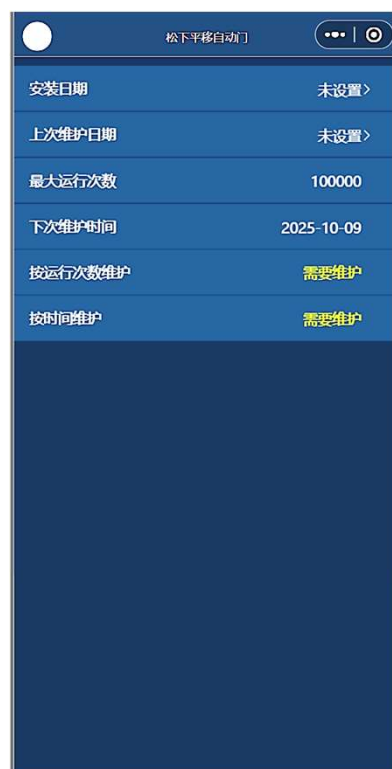 松下平移自动门
安装日期 未设置>
上次维护日期 未设置>
最大运行次数 100000
下次维护时间 2025-10-09
按运行次数维护 需要维护
按时间维护 需要维护